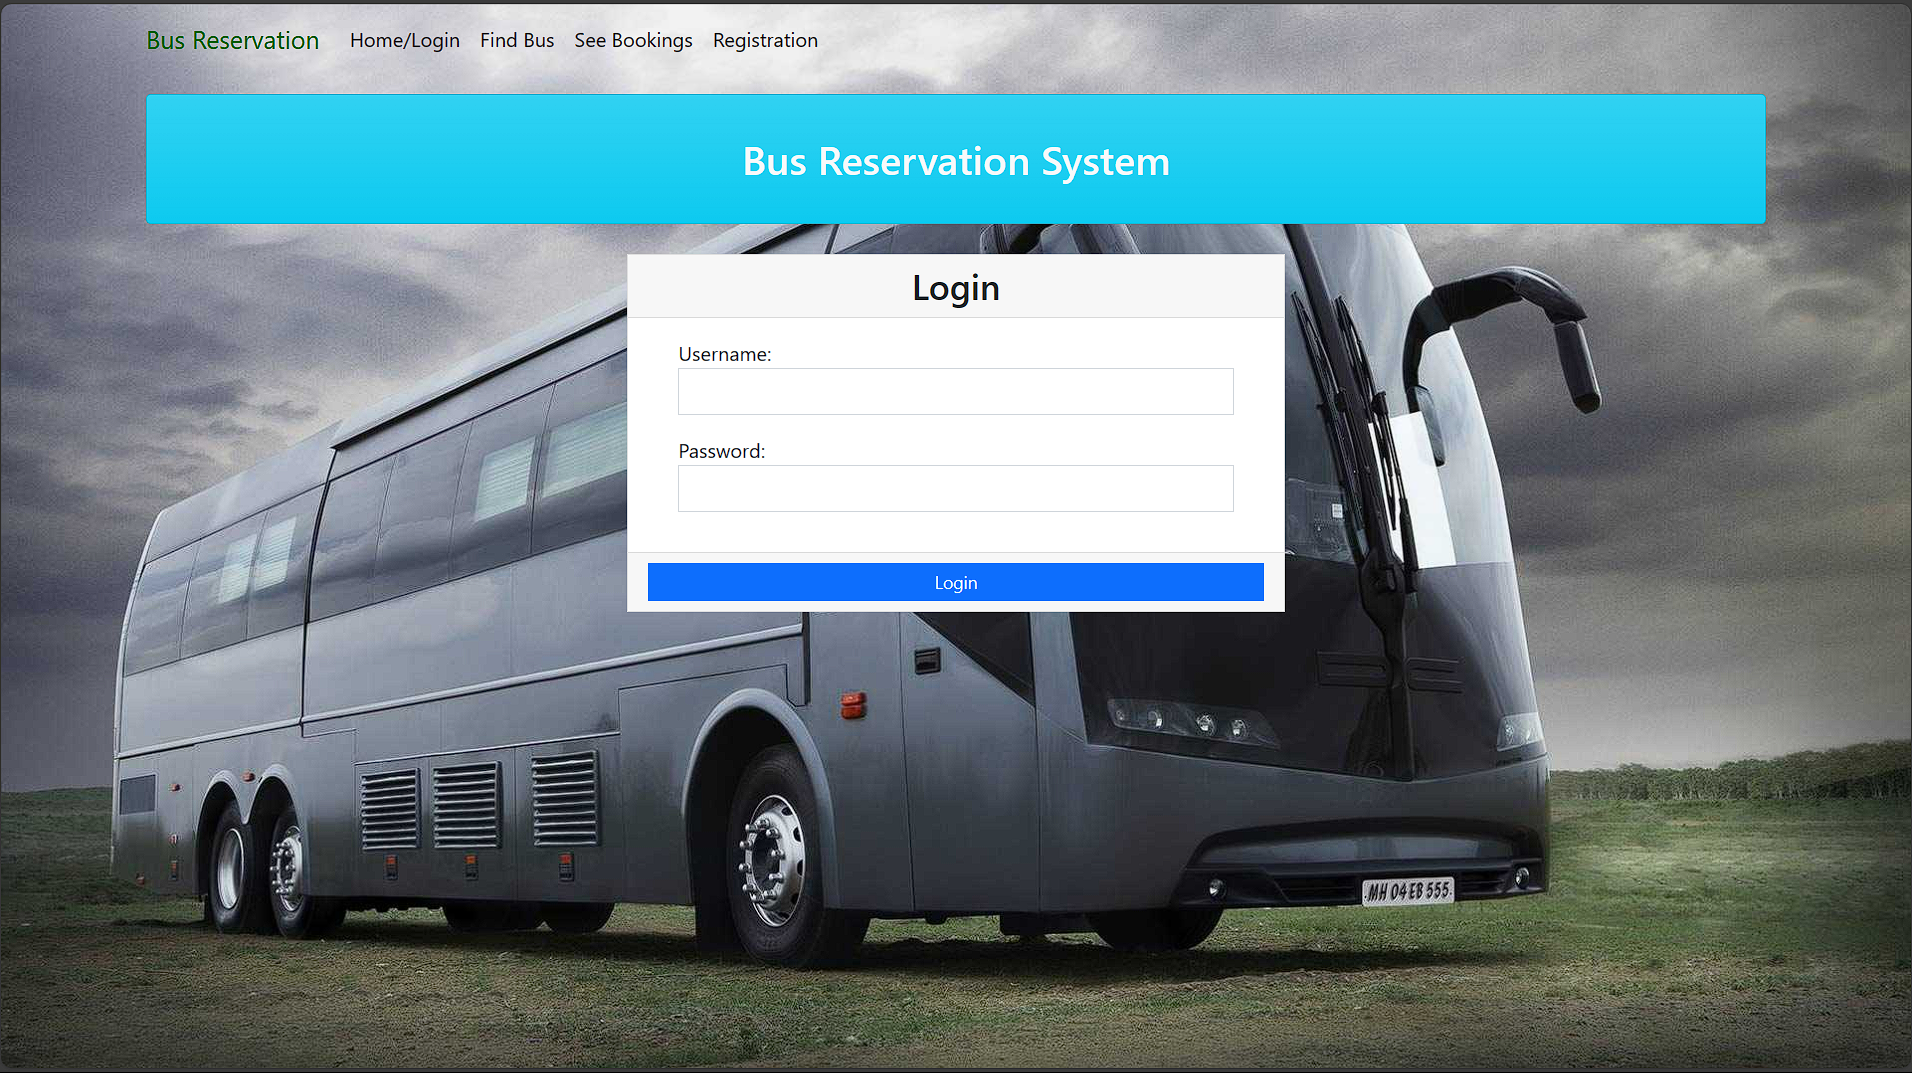 Bus Reservation Home/Login Find Bus See Bookings Registration
Bus Reservation System
Login
Username:
Password:
Login
MH 04 EB 555